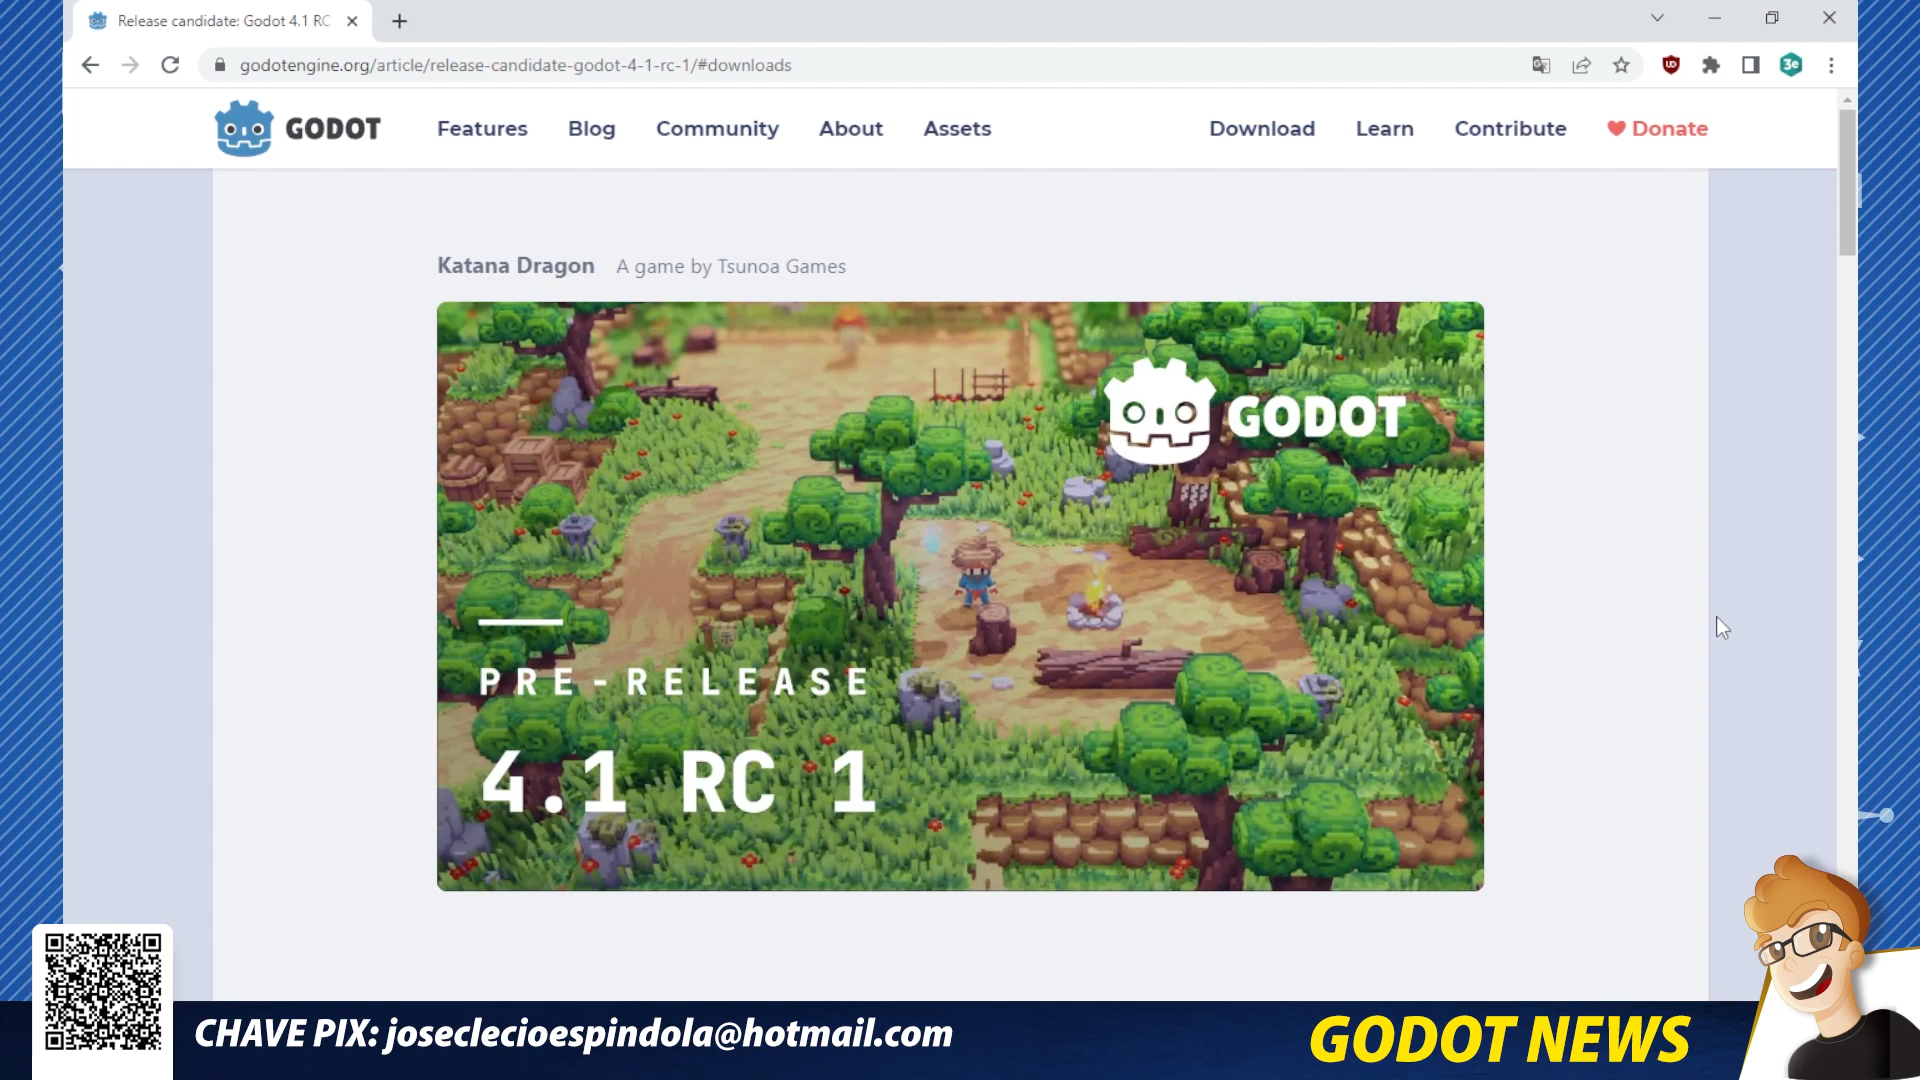 Release candidate: Godot 4.1 RC
godotengine.org/article/release-candidate-godot-4-1-rc-1/#downloads
3e
GODOT
Features
Blog
Community
About
Assets
Download
Learn
Contribute
Donate
Katana Dragon
A game by Tsunoa Games
GODOT
PRE-RELEASE
4.1 RC 1
CHAVE PIX: joseclecioespindola@hotmail.com
GODOT NEWS